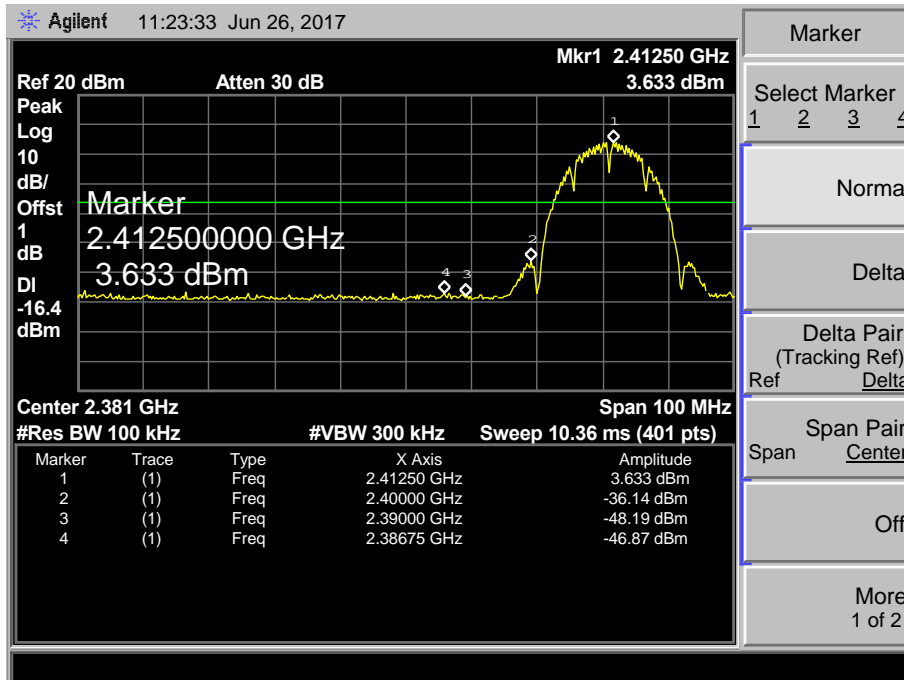 Agilent 11:23:33 Jun 26, 2017
Mkr1 2.41250 GHz
Ref 20 dBm Atten 30 dB 3.633 dBm
Peak
Log
10
dB/
Offst
1
dB
DI
-16.4
dBm
1
2
4 3
Marker
2.412500000 GHz
3.633 dBm
Center 2.381 GHz Span 100 MHz
#Res BW 100 kHz #VBW 300 kHz Sweep 10.36 ms (401 pts)
Marker Trace Type X Axis Amplitude
1 (1) Freq 2.41250 GHz 3.633 dBm
2 (1) Freq 2.40000 GHz -36.14 dBm
3 (1) Freq 2.39000 GHz -48.19 dBm
4 (1) Freq 2.38675 GHz -46.87 dBm
Marker
Select Marker
1 2 3 4
Norma
Delta
Delta Pair
(Tracking Ref)
Ref Delta
Span Pair
Span Center
Off
More
1 of 2